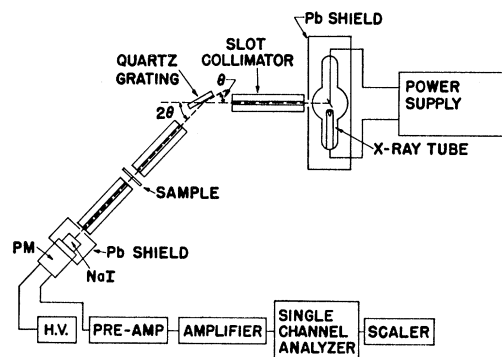 Pb SHIELD
SLOT
COLLIMATOR
QUARTZ
GRATING
θ
POWER
SUPPLY
2θ
X-RAY TUBE
SAMPLE
PM
Pb SHIELD
NaI
H.V.
PRE-AMP
AMPLIFIER
SINGLE
CHANNEL
ANALYZER
SCALER